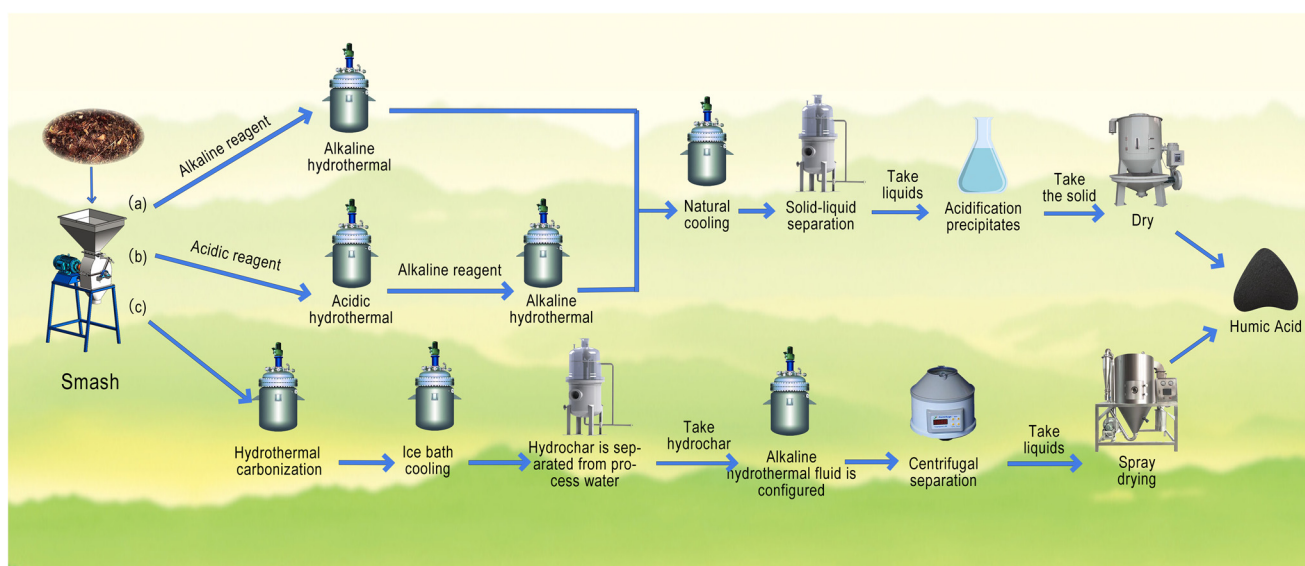 Alkaline reagent
Alkaline
hydrothermal
(a)
(b)
(c)
Smash
Acidic reagent
Acidic
hydrothermal
Alkaline reagent
Alkaline
hydrothermal
Natural
cooling
Solid-liquid
separation
Take
liquids
Acidification
precipitates
Take
the solid
Dry
Humic Acid
Hydrothermal
carbonization
Ice bath
cooling
Hydrochar is sep-
arated from pro-
cess water
Take
hydrochar
Alkaline
hydrothermal fluid is
configured
Centrifugal
separation
Take
liquids
Spray
drying